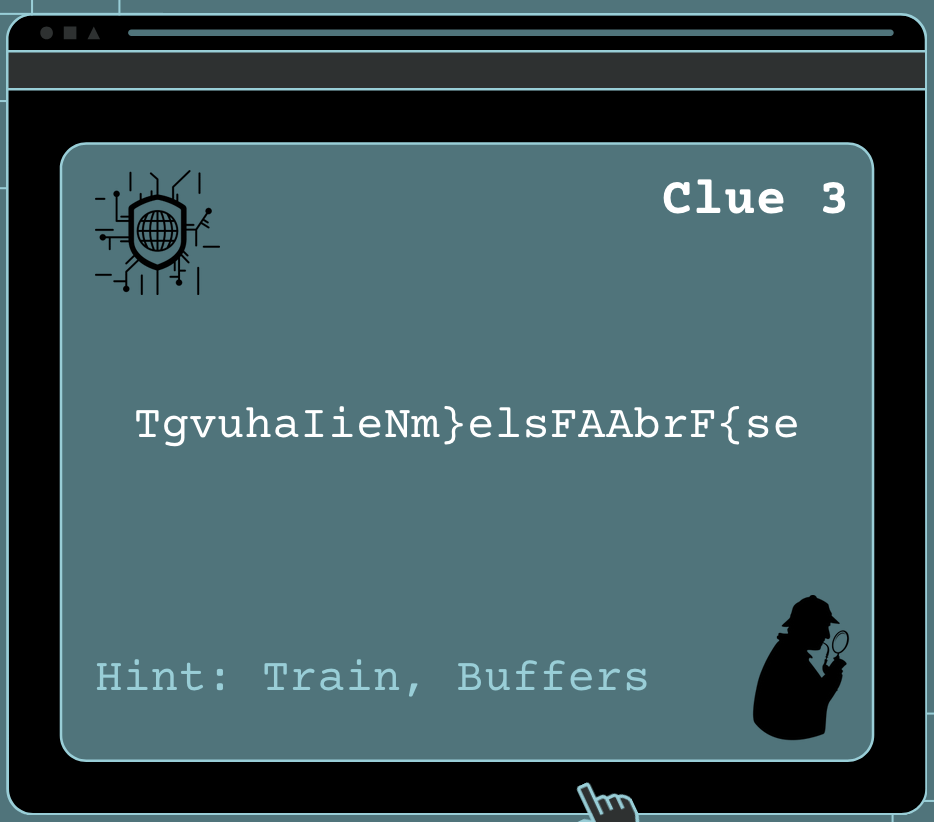 Clue 3
TgvuhaIieNm}elsFAAbrF{se
Hint: Train, Buffers